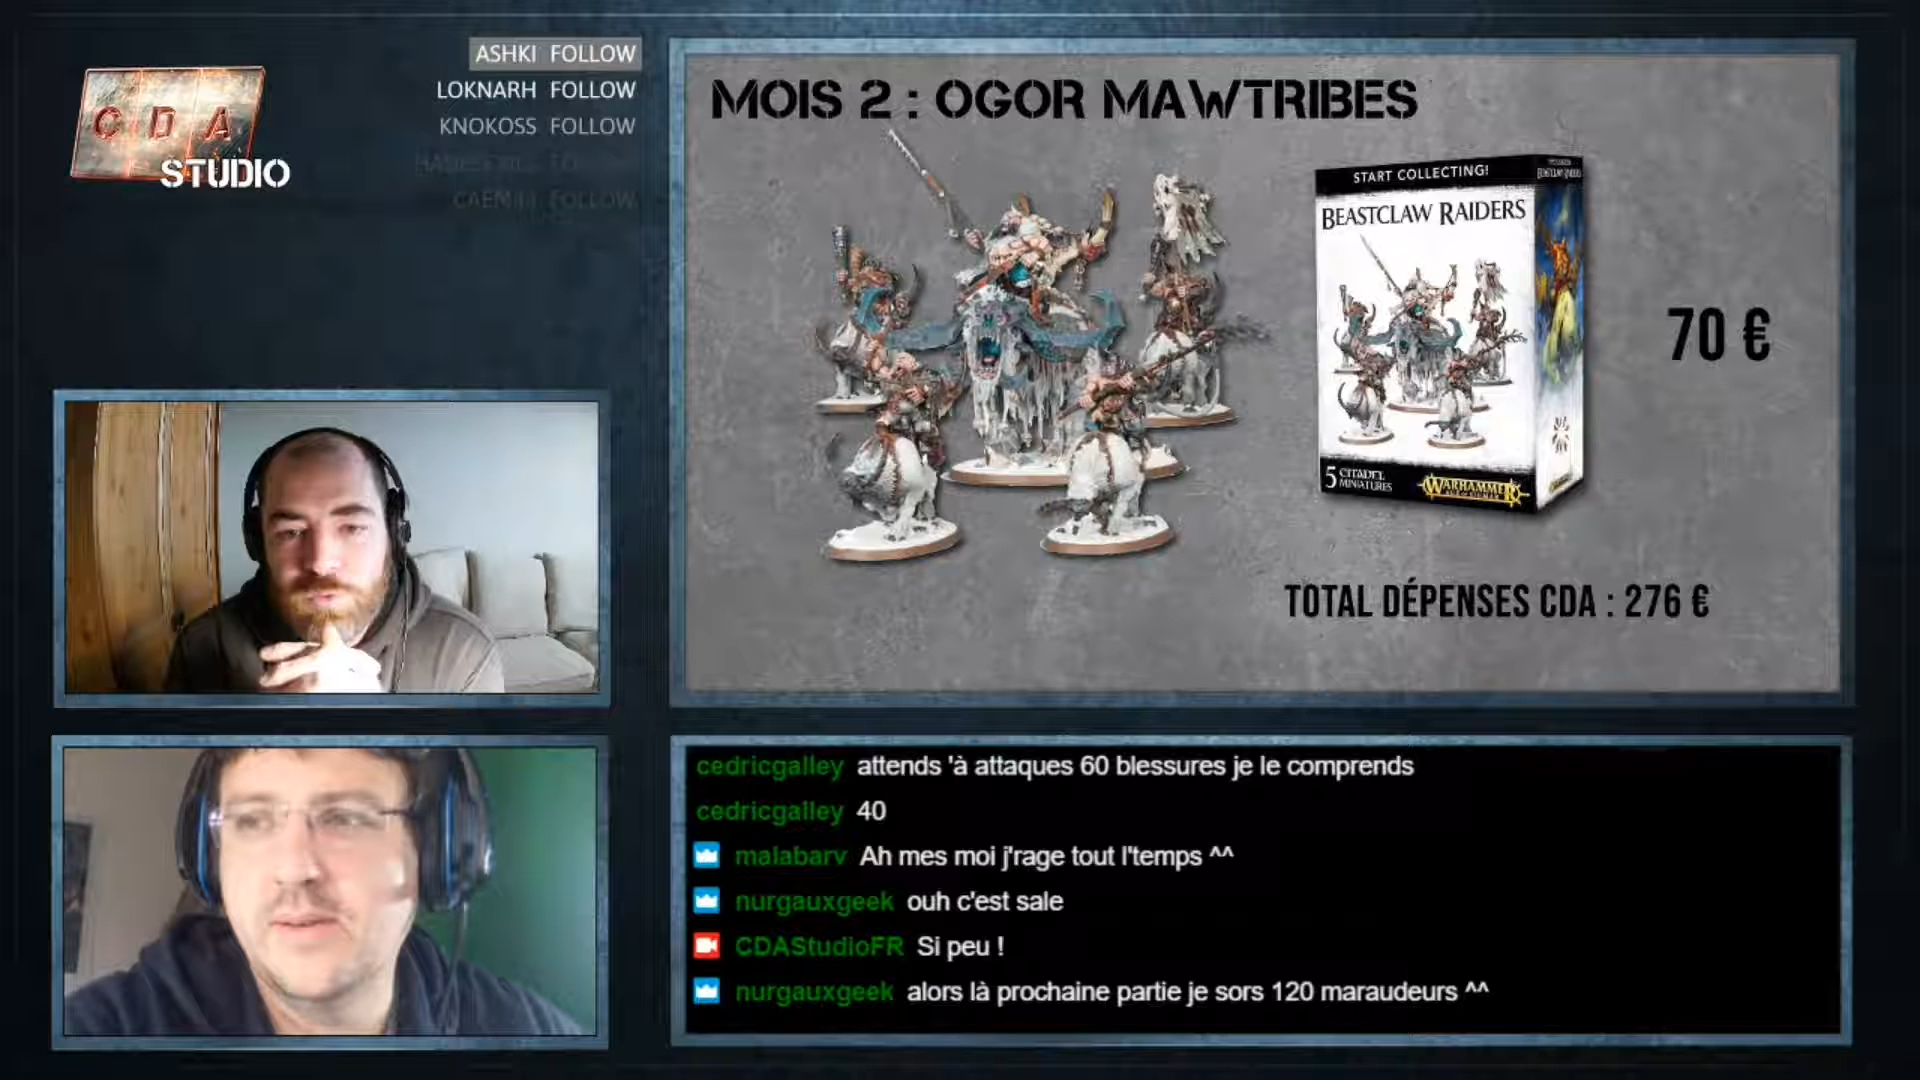 CDA
STUDIO
ASHKI FOLLOW
LOKNARH FOLLOW
KNOKOSS FOLLOW
FOLLOW
MOIS 2 : OGOR MAWTRIBES
START COLLECTING!
BEASTCLAW RAIDERS
5 CITADEL
MINIATURES
WARHAMMER
70 €
TOTAL DÉPENSES CDA : 276 €
cedricgalley attends 'à attaques 60 blessures je le comprends
cedricgalley 40
malabarv Ah mes moi j'rage tout l'temps ^^
nurgauxgeek ouh c'est sale
CDAStudioFR Si peu !
nurgauxgeek alors là prochaine partie je sors 120 maraudeurs ^^